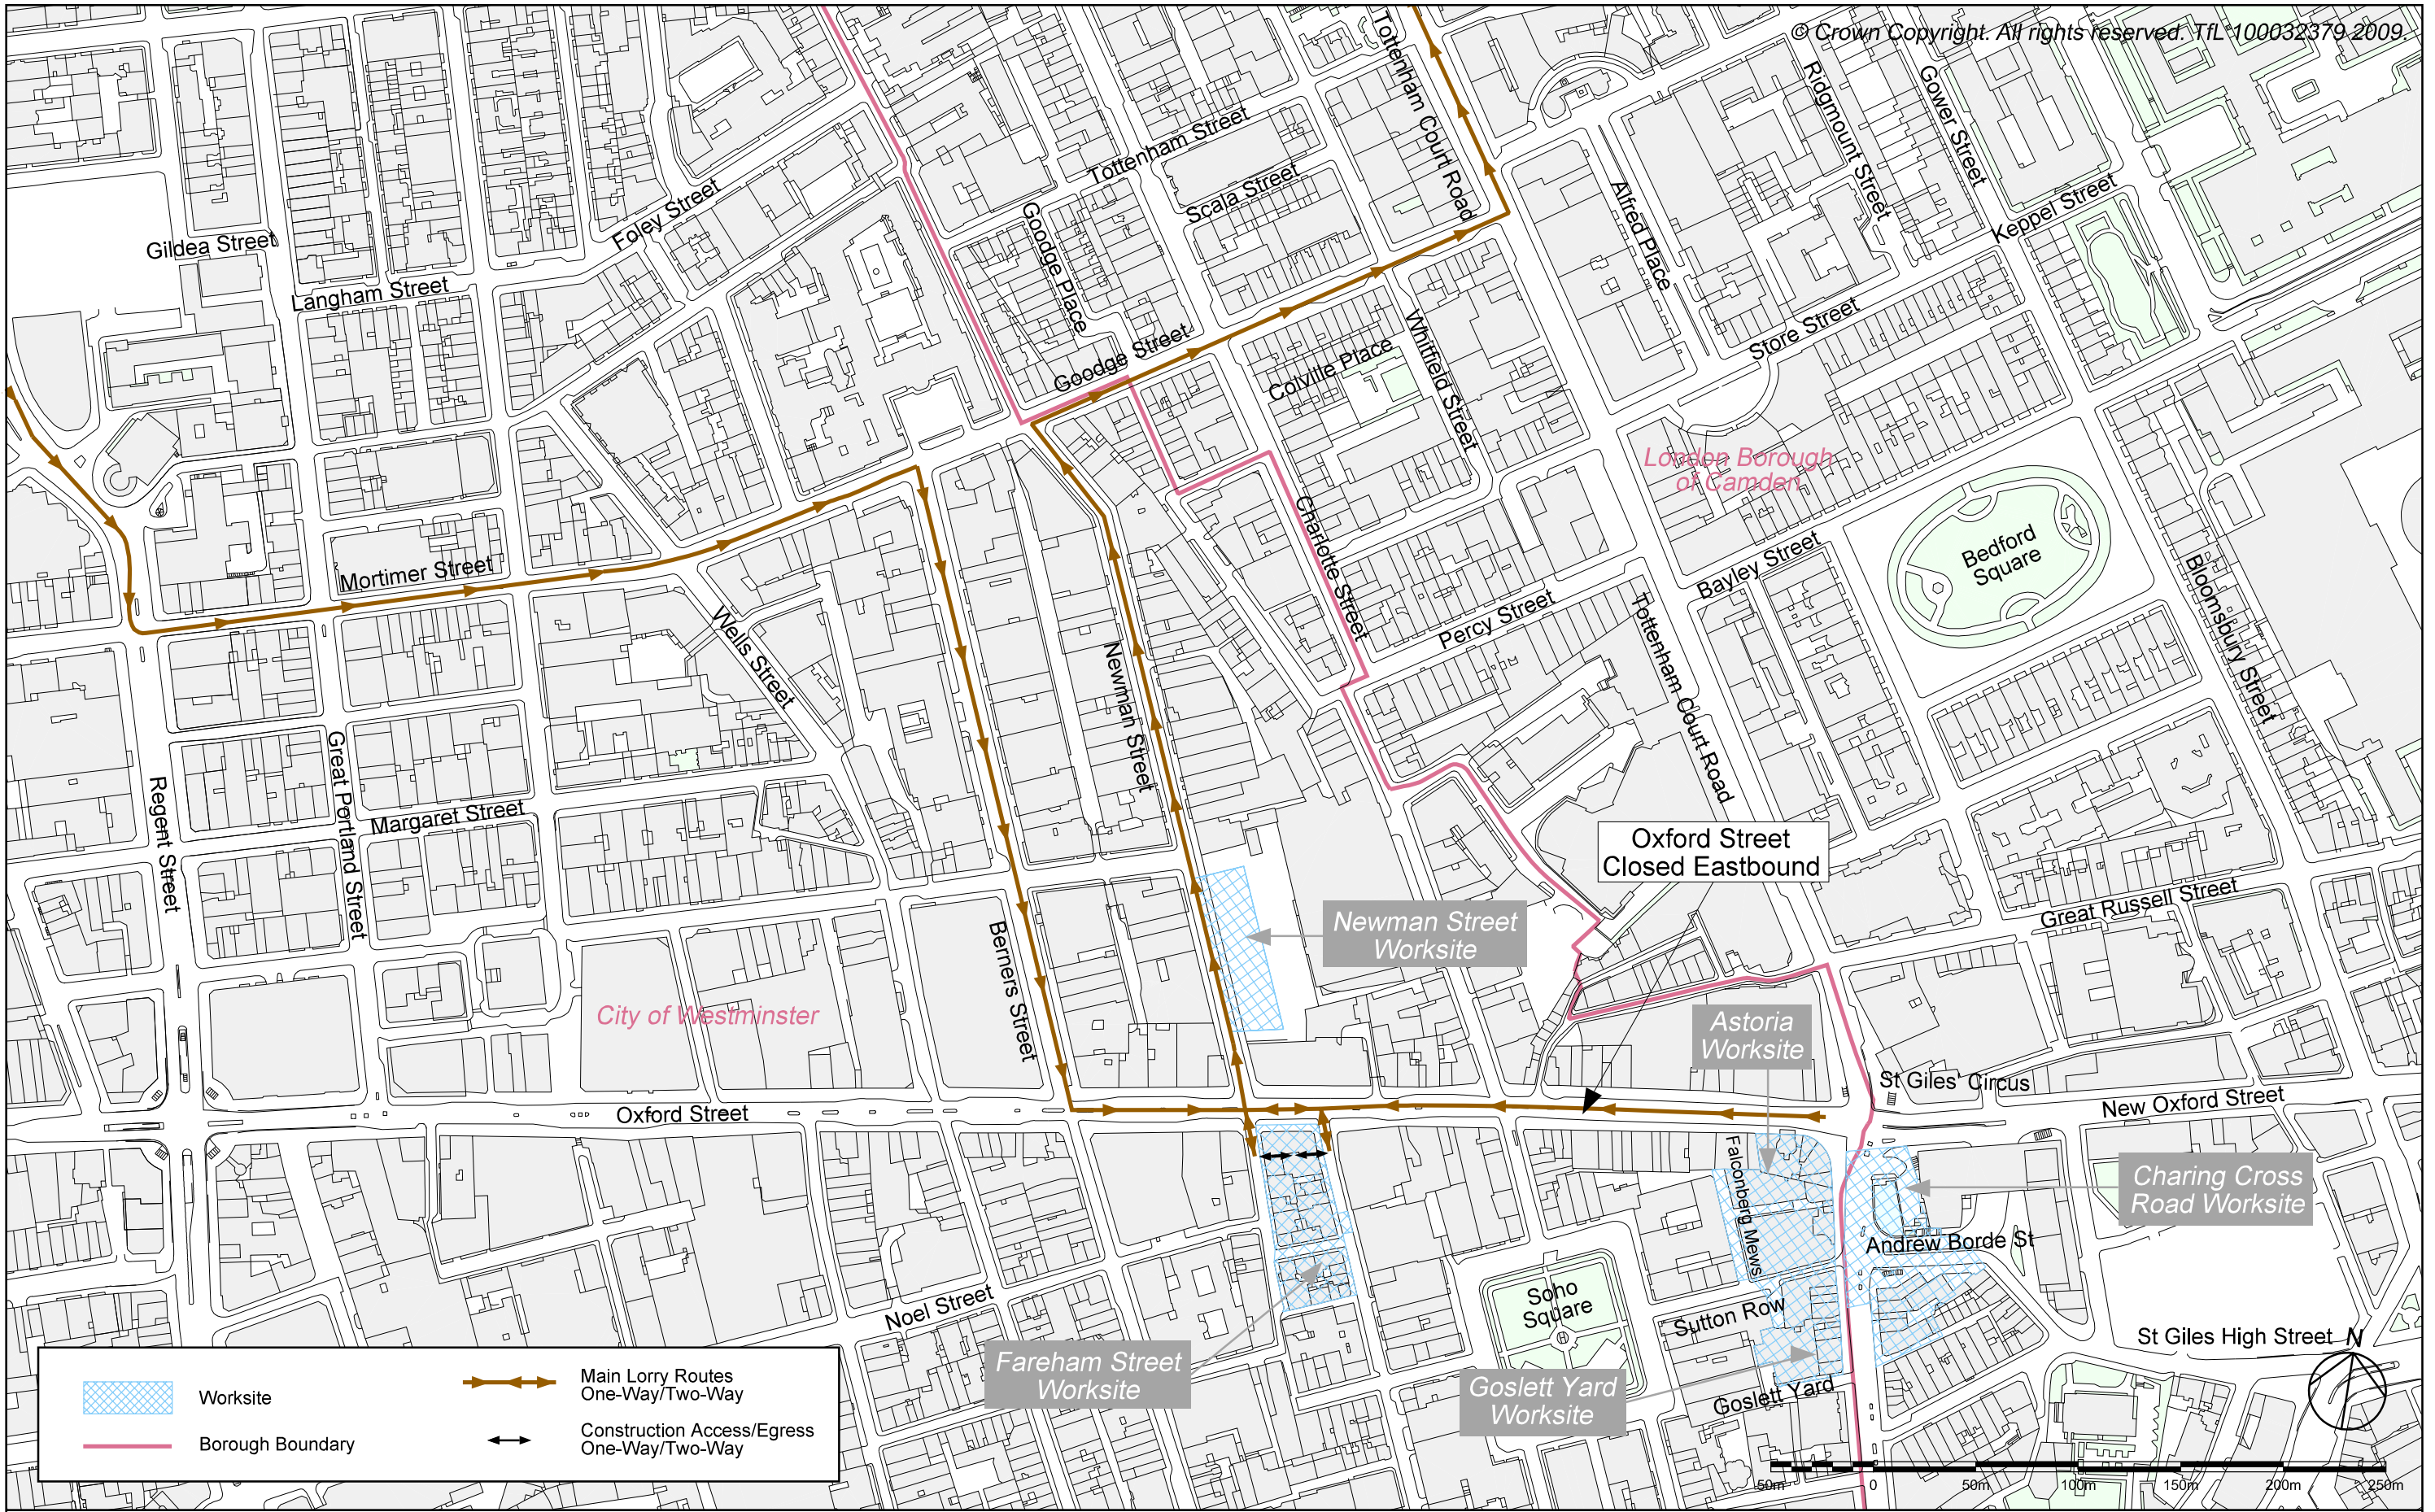 © Crown Copyright. All rights reserved. TfL 100032379 2009.
Tottenham Court Road
Ridgmount Street
Gower Street
Tottenham Street
Scala Street
Alfred Place
Keppel Street
Foley Street
Gildea Street
Langham Street
Goodge Place
Goodge Street
Colville Place
Whitfield Street
Store Street
London Borough
of Camden
Charlotte Street
Bedford
Square
Mortimer Street
Bayley Street
Bloomsbury Street
Wells Street
Percy Street
Tottenham Court Road
Newman Street
Regent Street
Great Portland Street
Margaret Street
Oxford Street
Closed Eastbound
Great Russell Street
Newman Street
Worksite
Berners Street
City of Westminster
Astoria
Worksite
St Giles' Circus
New Oxford Street
Oxford Street
Falconberg Mews
Charing Cross
Road Worksite
Andrew Borde St
Soho
Square
Noel Street
Sutton Row
St Giles High Street
N
Fareham Street
Worksite
Goslett Yard
Worksite
Goslett Yard
Worksite
Borough Boundary
Main Lorry Routes
One-Way/Two-Way
Construction Access/Egress
One-Way/Two-Way
50m 0 50m 100m 150m 200m 250m